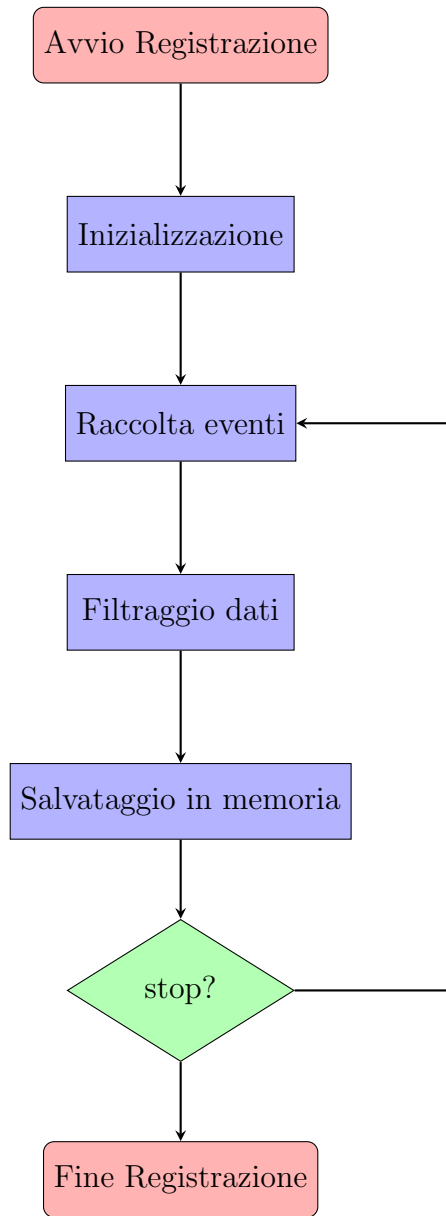 Avvio Registrazione
Inizializzazione
Raccolta eventi
Filtraggio dati
Salvataggio in memoria
stop?
Fine Registrazione